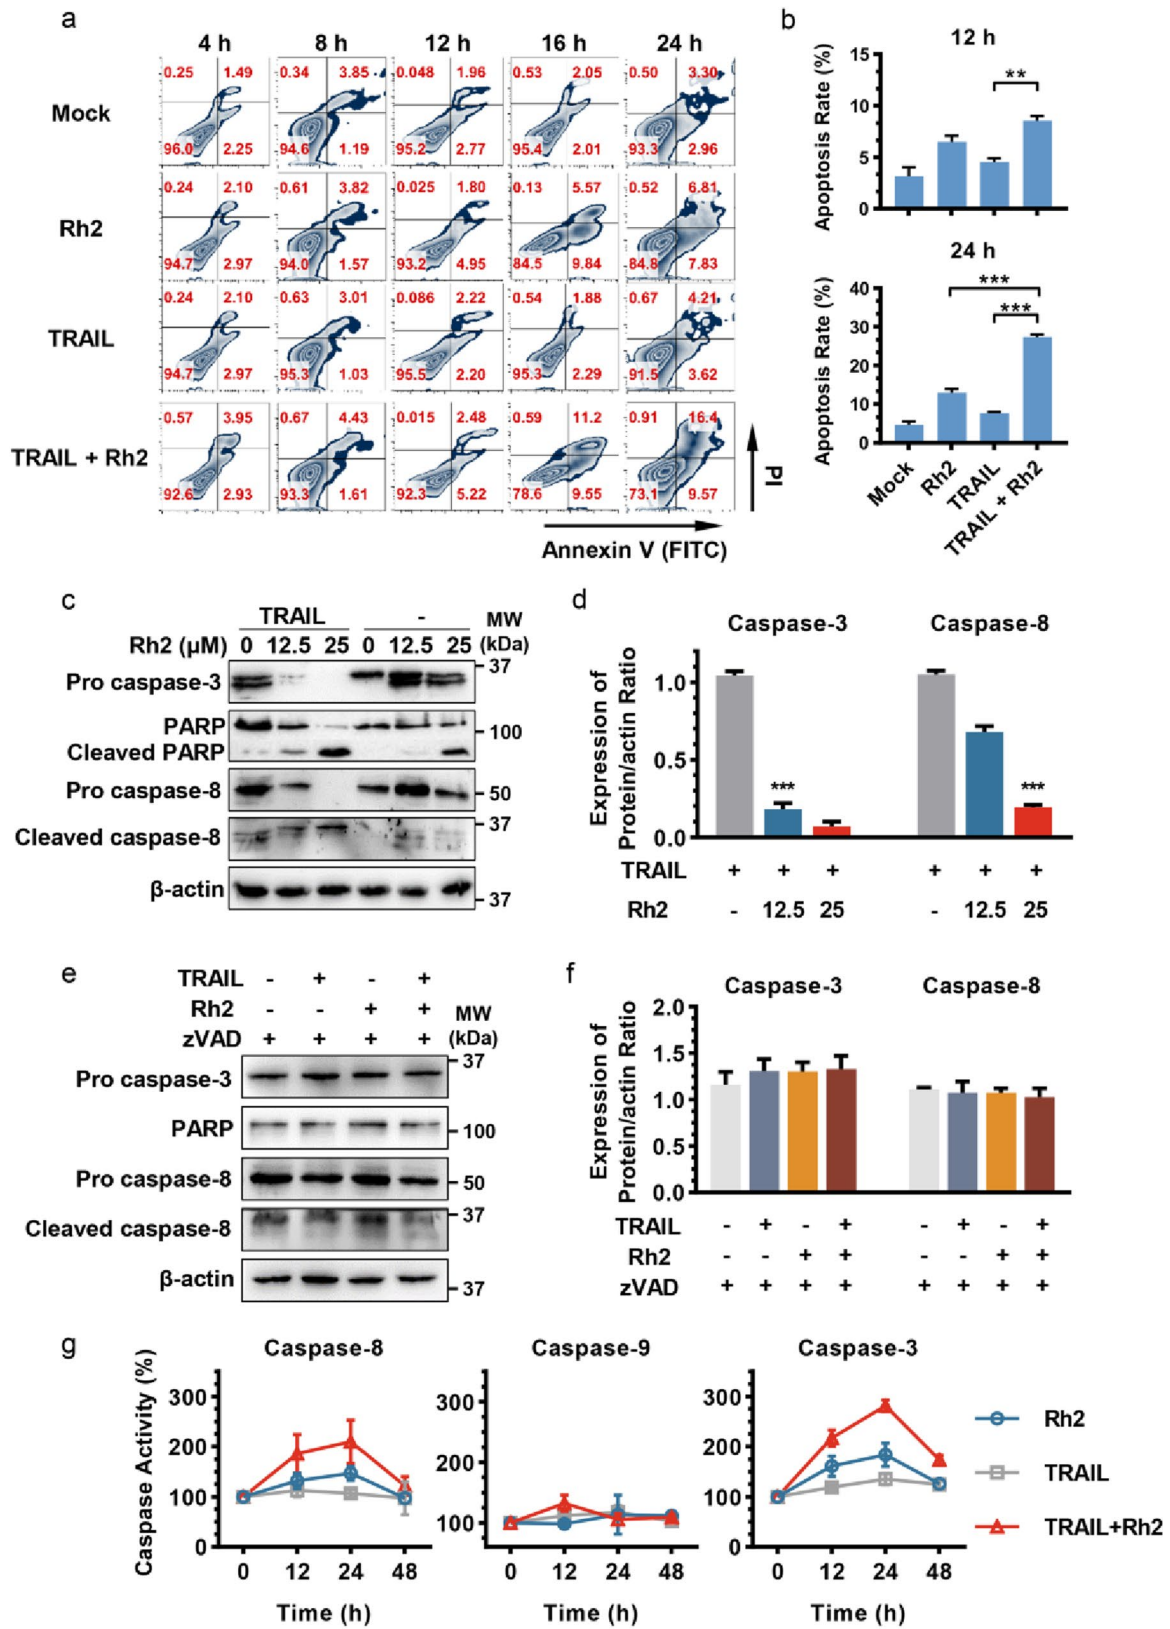 a
4 h 8 h 12 h 16 h 24 h
Mock
0.25 1.49 0.34 3.85 0.048 1.96 0.53 2.05 0.50 3.30
96.0 2.25 94.6 1.19 95.2 2.77 95.4 2.01 93.3 2.96
Rh2
0.24 2.10 0.61 3.82 0.025 1.80 0.13 5.57 0.52 6.81
94.7 2.97 94.0 1.57 93.2 4.95 84.5 9.84 84.8 7.83
TRAIL
0.24 2.10 0.63 3.01 0.086 2.22 0.54 1.88 0.67 4.21
94.7 2.97 95.3 1.03 95.5 2.20 95.3 2.29 91.5 3.62
TRAIL + Rh2
0.57 3.95 0.67 4.43 0.015 2.48 0.59 11.2 0.91 16.4
92.6 2.93 93.3 1.61 92.3 5.22 78.6 9.55 73.1 9.57
PI
Annexin V (FITC)
b
12 h
Apoptosis Rate (%)
15
10
5
0
**
24 h
Apoptosis Rate (%)
40
30
20
10
0
***
***
Mock Rh2 TRAIL TRAIL + Rh2
c
TRAIL - MW
Rh2 (μM) 0 12.5 25 0 12.5 25 (kDa)
Pro caspase-3 37
PARP 100
Cleaved PARP
Pro caspase-8 50
Cleaved caspase-8 37
β-actin 37
d
Caspase-3 Caspase-8
Expression of
Protein/actin Ratio
1.0
0.5
0.0
*** ***
TRAIL + + + + + +
Rh2 - 12.5 25 - 12.5 25
e
TRAIL - + - +
Rh2 - - + + MW
zVAD + + + + (kDa)
Pro caspase-3 37
PARP 100
Pro caspase-8 50
Cleaved caspase-8 37
β-actin 37
f
Caspase-3 Caspase-8
Expression of
Protein/actin Ratio
2.0
1.5
1.0
0.5
0.0
TRAIL - + - + - + - +
Rh2 - - + + - - + +
zVAD + + + + + + + +
g
Caspase-8 Caspase-9 Caspase-3
Caspase Activity (%)
300 300 300
200 200 200
100 100 100
0 0
0 12 24 48 0 12 24 48 0 12 24 48
Time (h) Time (h) Time (h)
Rh2
TRAIL
TRAIL+Rh2